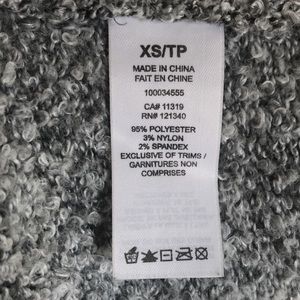 XS/TP
MADE IN CHINA
FAIT EN CHINE
100034555
CA# 11319
RN# 121340
95% POLYESTER
3% NYLON
2% SPANDEX
EXCLUSIVE OF TRIMS /
GARNITURES NON
COMPRISES